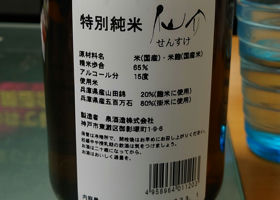 特別純米 仙介
せんすけ
原材料名 米(国産)・米麹(国産米)
精米歩合 65%
アルコール分 15度
使用米
兵庫県産山田錦 20%(麹米に使用)
兵庫県産五百万石 80%(掛米に使用)
製造者 泉酒造株式会社
神戸市東灘区御影塚町1-9-6
4958964011203